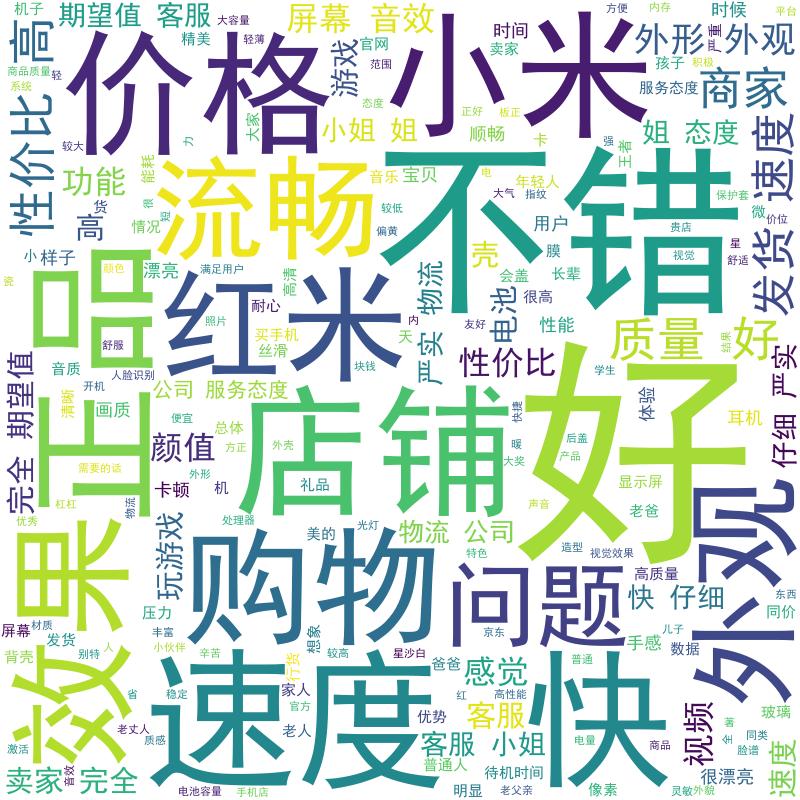 机子
期望值 客服
大容量
屏幕 音效
时间
时候
方便
内存
平台
高
精美
轻薄
官网
卖家
外形
严重
外观
价格
小米
游戏
范围
孩子
积极
商品质量
轻
系统
态度
正好
板正
服务态度
商家
性价比
较大
力
大家
小姐 姐
顺畅
卡
强
姐 态度
速度
功能
货
很
能耗
流畅
音乐
宝贝
电
年轻人
王者
不错
大气
指纹
保护套
高
情况
短
较低
偏黄
用户
微
价位
贵店
小 样子
壳
膜
星
漂亮
满足用户
高清
物流
会盖
长辈
视觉
舒适
发货
瓷
颜色
正品
红米
耐心
内
电池
很高
照片
买手机
天
友好
性能
质量 好
结果
音质
舒服
丝滑
严实
性价比
块钱
学生
严实
期望值
人脸识别
清晰
开机
公司 服务态度
店铺
快捷
好
体验
画质
便宜
耳机
仔细
颜值
总体
方正
外壳
暖
后盖
需要的话
大奖
产品
显示屏
完全
杠杠
卡顿
机
外形
礼品
声音
老爸
物流
优秀
处理器
外观
效果
玩游戏
购物
美的
光灯
物流 公司
造型
视觉效果
特色
问题
高质量
快 仔细
东西
同价
压力
屏幕
材质
丰富
想象
京东
儿子
发货
别特
人
小伙伴
手感
数据
背壳
辛苦
较高
星沙白
爸爸
感觉
普通
速度
快
行货
家人
红
高性能
省
稳定
官方
优势
客服
视频
玻璃
老丈人
著
激活
质感
老人
客服 小姐
电量
商品
全
同类
普通人
脸谱
卖家 完全
音效
待机时间
很漂亮
速度
电池容量
手机店
明显
老父亲
像素
灵敏
外貌